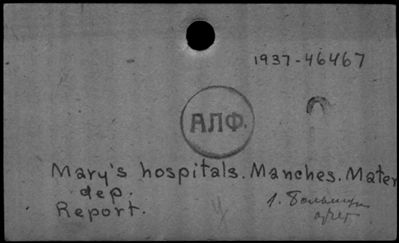 1937-46467
АЛФ.
Mary's hospitals. Manches. Mater
dep.
Report.